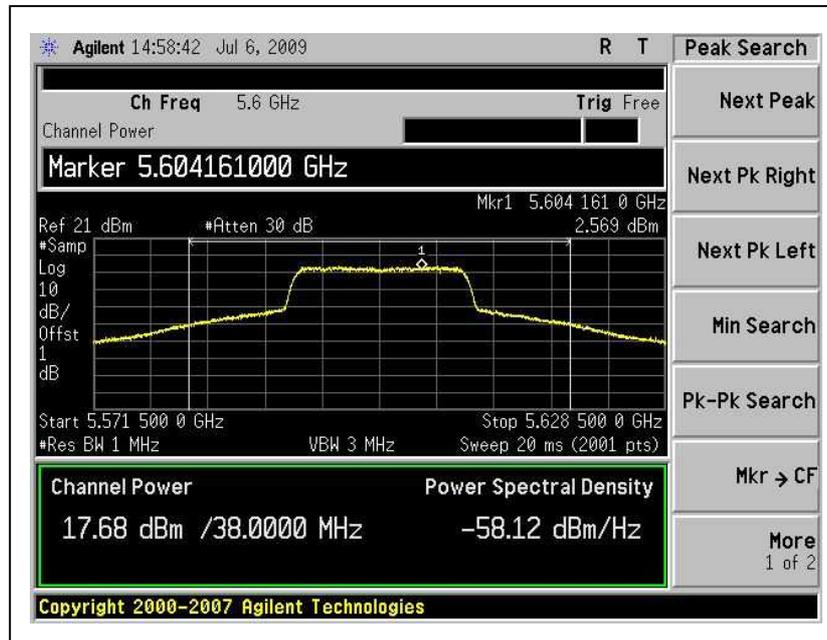 Agilent 14:58:42 Jul 6, 2009 R T
Peak Search
Ch Freq 5.6 GHz Trig Free
Channel Power
Marker 5.604161000 GHz
Mkr1 5.604 161 0 GHz
Ref 21 dBm #Atten 30 dB 2.569 dBm
#Samp
Log
10
dB/
Offst
1
dB
1
Start 5.571 500 0 GHz Stop 5.628 500 0 GHz
#Res BW 1 MHz VBW 3 MHz Sweep 20 ms (2001 pts)
Channel Power Power Spectral Density
17.68 dBm /38.0000 MHz -58.12 dBm/Hz
Copyright 2000-2007 Agilent Technologies
Next Peak
Next Pk Right
Next Pk Left
Min Search
Pk-Pk Search
Mkr → CF
More
1 of 2